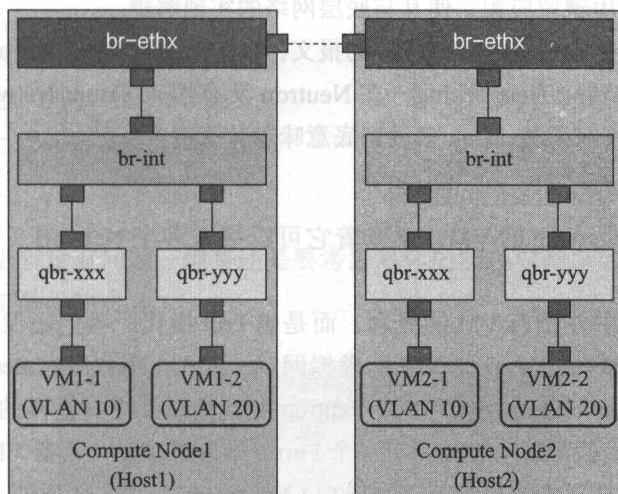 br-ethx
br-ethx
br-int
br-int
qbr-xxx
qbr-yyy
qbr-xxx
qbr-yyy
VM1-1
(VLAN 10)
VM1-2
(VLAN 20)
VM2-1
(VLAN 10)
VM2-2
(VLAN 20)
Compute Node1
(Host1)
Compute Node2
(Host2)